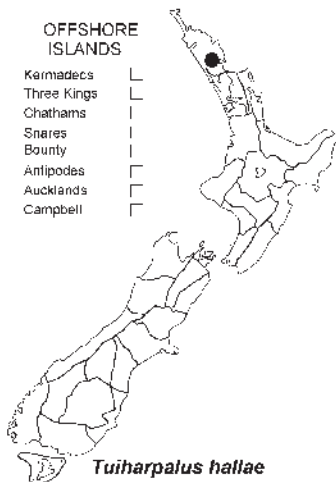 OFFSHORE
ISLANDS
Kermadecs
Three Kings
Chathams
Snares
Bounty
Antipodes
Aucklands
Campbell
Tuiharpalus hallae